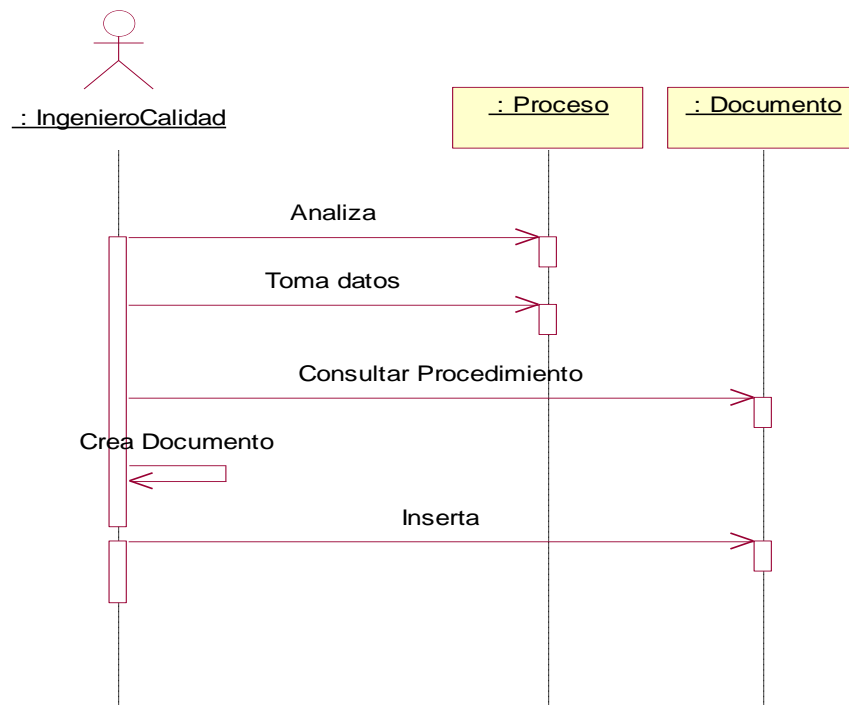 : IngenieroCalidad
: Proceso
: Documento
Analiza
Toma datos
Consultar Procedimiento
Crea Documento
Inserta